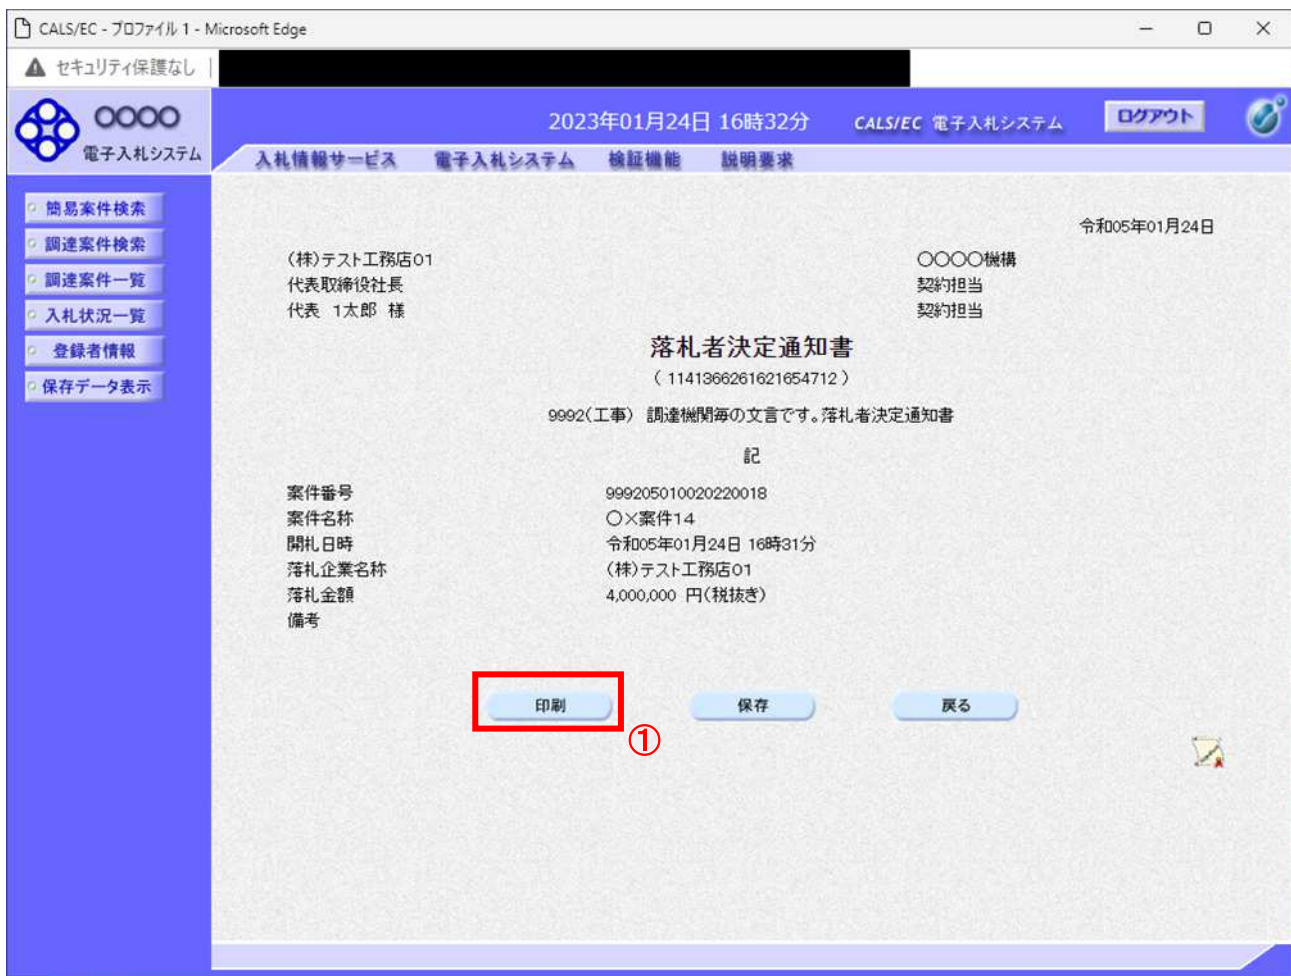 CALS/EC - プロファイル 1 - Microsoft Edge
セキュリティ保護なし
○○○○
電子入札システム
2023年01月24日 16時32分
CALS/EC 電子入札システム
ログアウト
入札情報サービス 電子入札システム 検証機能 説明要求
簡易案件検索
調達案件検索
調達案件一覧
入札状況一覧
登録者情報
保存データ表示
令和05年01月24日
(株)テスト工務店01
代表取締役社長
代表 1太郎 様
○○○○機構
契約担当
契約担当
落札者決定通知書
(1141366261621654712)
9992(工事) 調達機関毎の文言です。落札者決定通知書
記
案件番号 999205010020220018
案件名称 ○×案件14
開札日時 令和05年01月24日 16時31分
落札企業名称 (株)テスト工務店01
落札金額 4,000,000 円(税抜き)
備考
印刷 保存 戻る
①